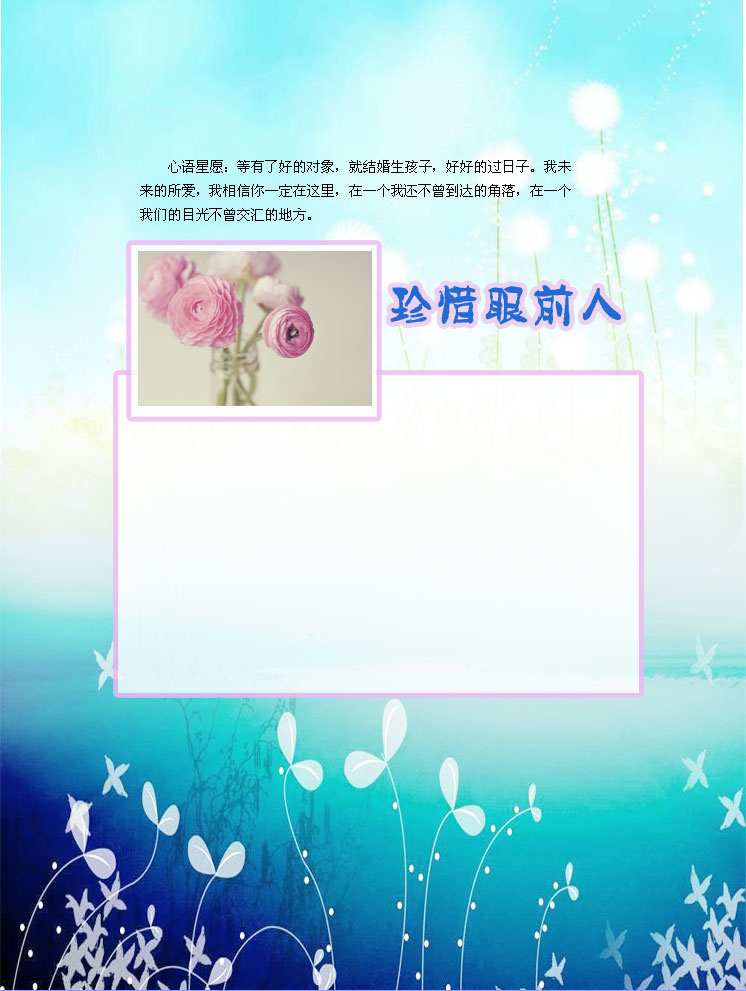 心语星愿：等有了好的对象，就结婚生孩子，好好的过日子。我未
来的所爱，我相信你一定在这里，在一个我还不曾到达的角落，在一个
我们的目光不曾交汇的地方。
珍惜眼前人